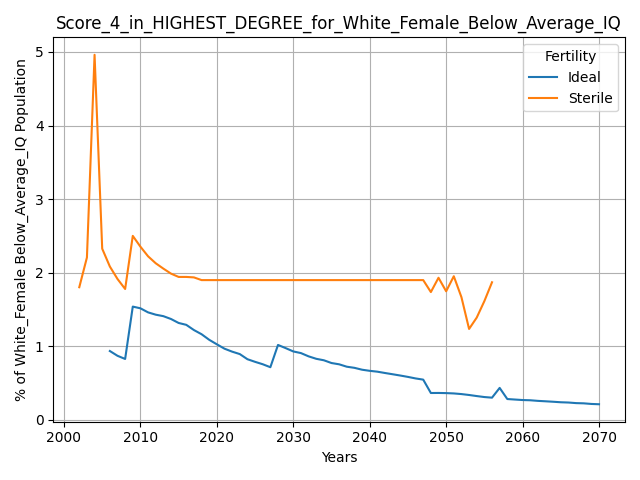 Score_4_in_HIGHEST_DEGREE_for_White_Female_Below_Average_IQ
Fertility
Ideal
Sterile
% of White_Female Below_Average_IQ Population
5
4
3
2
1
0
2000 2010 2020 2030 2040 2050 2060 2070
Years